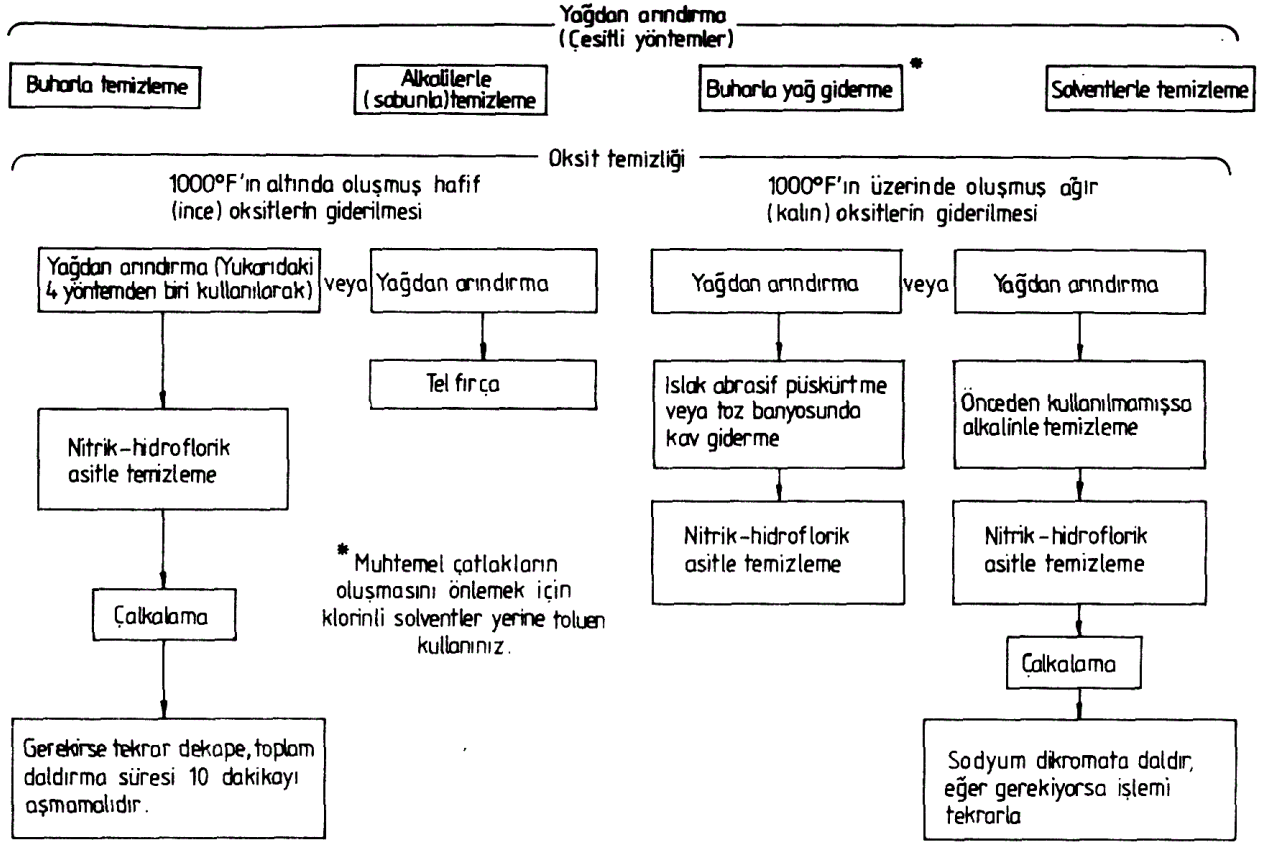 Yağdan arındırma
(Çesitli yöntemler)
Buharla temizleme
Alkalilerle
(sabunla)temizleme
Buharla yağ giderme *
Solventlerle temizleme
Oksit temizliği
1000°F'ın altında oluşmuş hafif
(ince) oksitlerin giderilmesi
1000°F'ın üzerinde oluşmuş ağır
(kalın) oksitlerin giderilmesi
Yağdan arındırma (Yukarıdaki
4 yöntemden biri kullanılarak)
veya
Yağdan arındırma
Yağdan arındırma
veya
Yağdan arındırma
Tel fırça
Islak abrasif püskürtme
veya toz banyosunda
kav giderme
Önceden kullanılmamışsa
alkalinle temizleme
Nitrik-hidroflorik
asitle temizleme
Nitrik-hidroflorik
asitle temizleme
Nitrik-hidroflorik
asitle temizleme
* Muhtemel çatlakların
oluşmasını önlemek için
klorinli solventler yerine toluen
kullanınız.
Çalkalama
Çalkalama
Gerekirse tekrar dekape, toplam
daldırma süresi 10 dakikayı
aşmamalıdır.
Sodyum dikromata daldır,
eğer gerekiyorsa işlemi
tekrarla